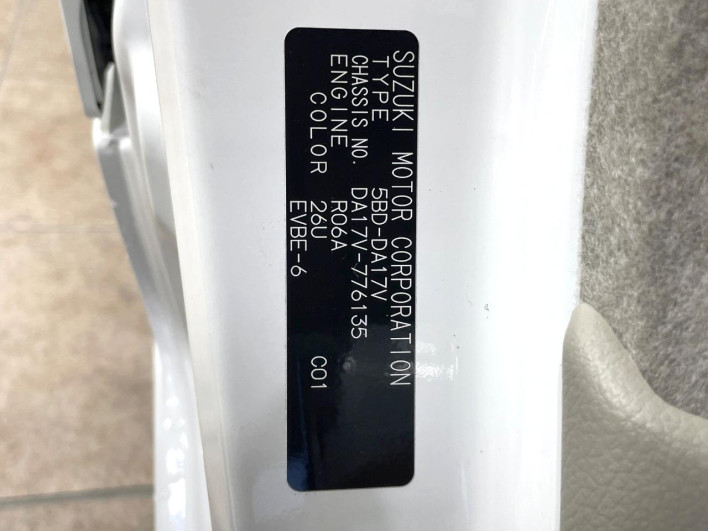 SUZUKI MOTOR CORPORATION
TYPE 5BD-DA17V
CHASSIS NO. DA17V-776135
ENGINE R06A
COLOR 26U C01
EVBE-6